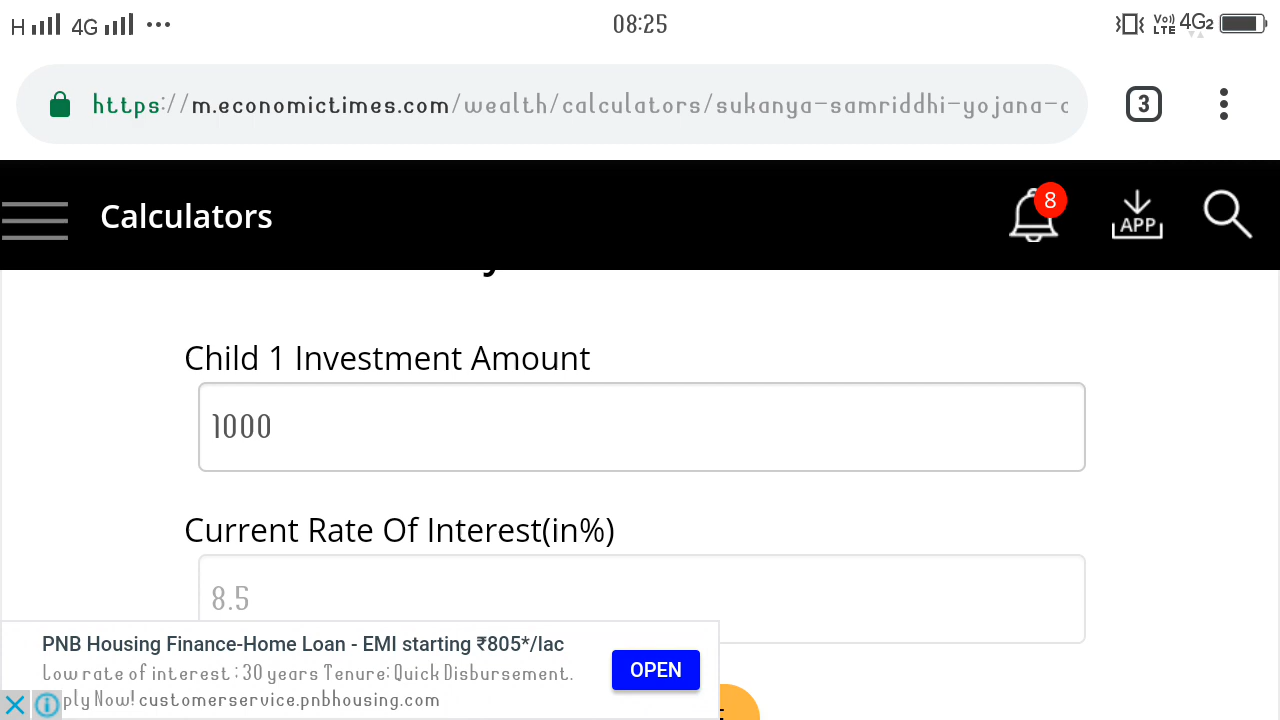 H 4G ... 08:25 Vo)) LTE 4G2
https://m.economictimes.com/wealth/calculators/sukanya-samriddhi-yojana-c
3
Calculators
8
APP
Child 1 Investment Amount
1000
Current Rate Of Interest(in%)
8.5
PNB Housing Finance-Home Loan - EMI starting ₹805*/lac
Low rate of interest : 30 years Tenure: Quick Disbursement.
ply Now! customerservice.pnbhousing.com
OPEN